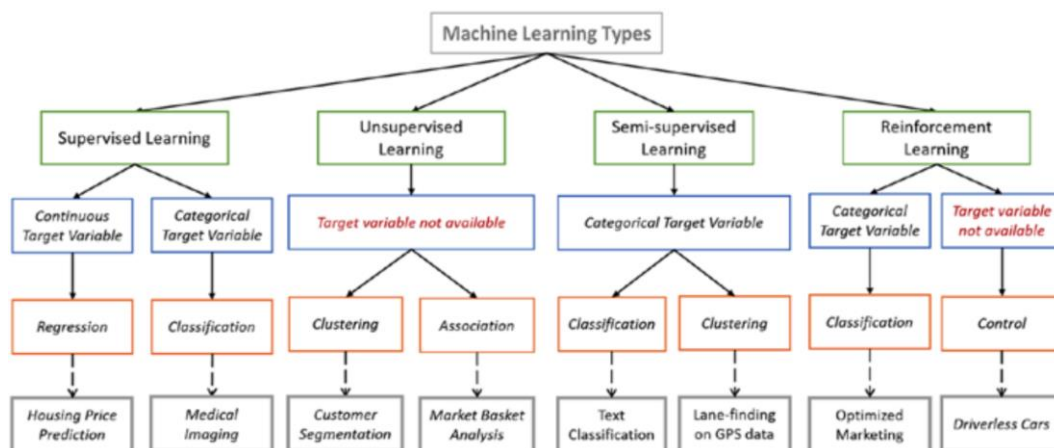 Machine Learning Types
Supervised Learning
Unsupervised
Learning
Semi-supervised
Learning
Reinforcement
Learning
Continuous
Target Variable
Categorical
Target Variable
Target variable not available
Categorical Target Variable
Categorical
Target Variable
Target variable
not available
Regression
Classification
Clustering
Association
Classification
Clustering
Classification
Control
Housing Price
Prediction
Medical
Imaging
Customer
Segmentation
Market Basket
Analysis
Text
Classification
Lane-finding
on GPS data
Optimized
Marketing
Driverless Cars